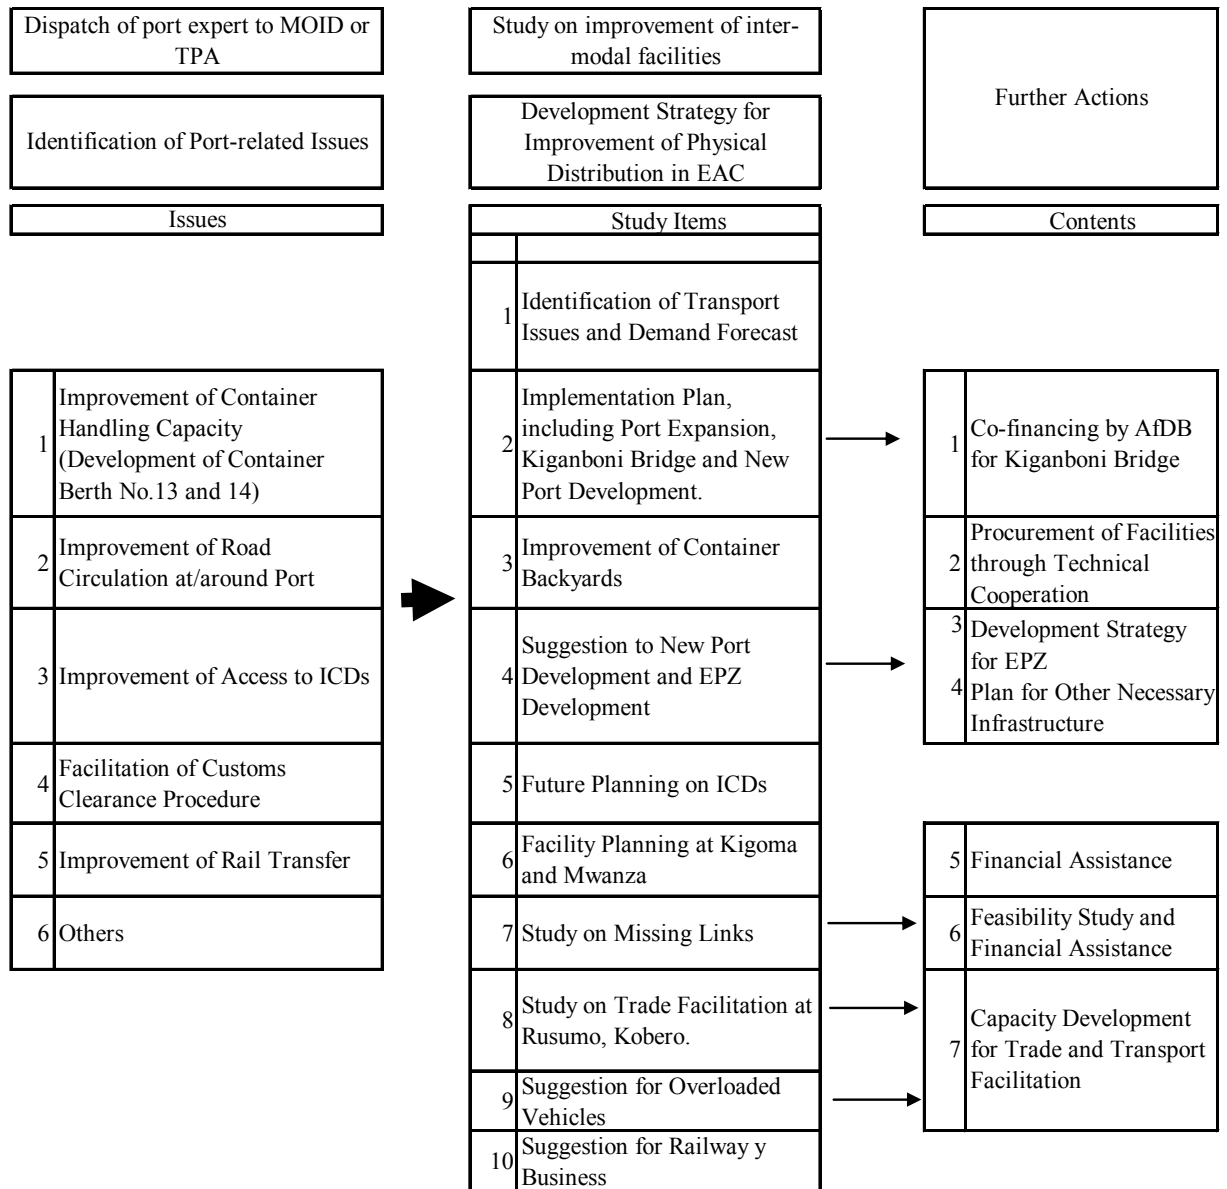 Dispatch of port expert to MOID or
TPA
Identification of Port-related Issues
Issues
1 Improvement of Container
Handling Capacity
(Development of Container
Berth No.13 and 14)
2 Improvement of Road
Circulation at/around Port
3 Improvement of Access to ICDs
4 Facilitation of Customs
Clearance Procedure
5 Improvement of Rail Transfer
6 Others
Study on improvement of inter-
modal facilities
Development Strategy for
Improvement of Physical
Distribution in EAC
Study Items
1 Identification of Transport
Issues and Demand Forecast
2 Implementation Plan,
including Port Expansion,
Kiganboni Bridge and New
Port Development.
3 Improvement of Container
Backyards
4 Suggestion to New Port
Development and EPZ
Development
5 Future Planning on ICDs
6 Facility Planning at Kigoma
and Mwanza
7 Study on Missing Links
8 Study on Trade Facilitation at
Rusumo, Kobero.
9 Suggestion for Overloaded
Vehicles
10 Suggestion for Railway y
Business
Further Actions
Contents
1 Co-financing by AfDB
for Kiganboni Bridge
2 Procurement of Facilities
through Technical
Cooperation
3 Development Strategy
for EPZ
4 Plan for Other Necessary
Infrastructure
5 Financial Assistance
6 Feasibility Study and
Financial Assistance
7 Capacity Development
for Trade and Transport
Facilitation